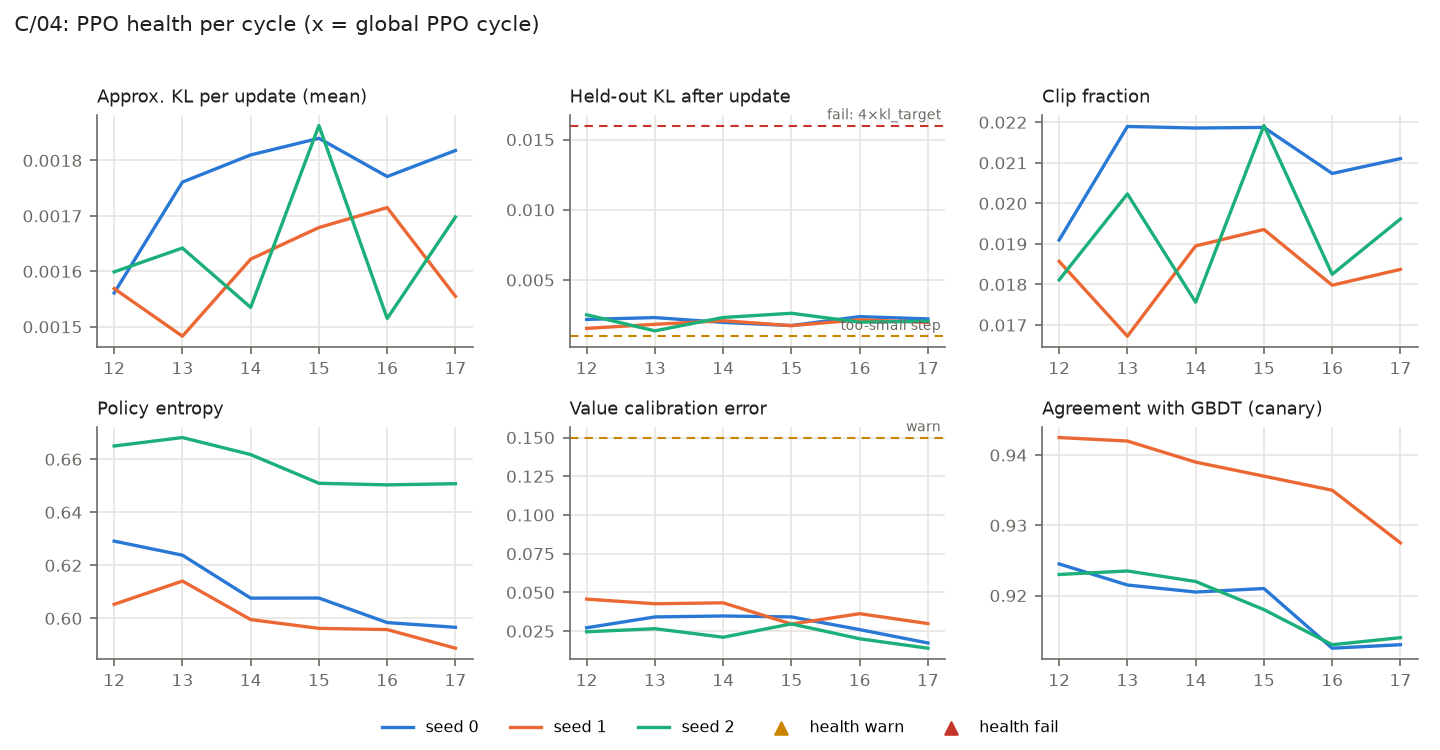 C/04: PPO health per cycle (x = global PPO cycle)
Approx. KL per update (mean)
0.0018
0.0017
0.0016
0.0015
12 13 14 15 16 17
Held-out KL after update
fail: 4×kl_target
0.015
0.010
0.005
too-small step
12 13 14 15 16 17
Clip fraction
0.022
0.021
0.020
0.019
0.018
0.017
12 13 14 15 16 17
Policy entropy
0.66
0.64
0.62
0.60
12 13 14 15 16 17
Value calibration error
warn
0.150
0.125
0.100
0.075
0.050
0.025
12 13 14 15 16 17
Agreement with GBDT (canary)
0.94
0.93
0.92
12 13 14 15 16 17
seed 0 seed 1 seed 2 health warn health fail